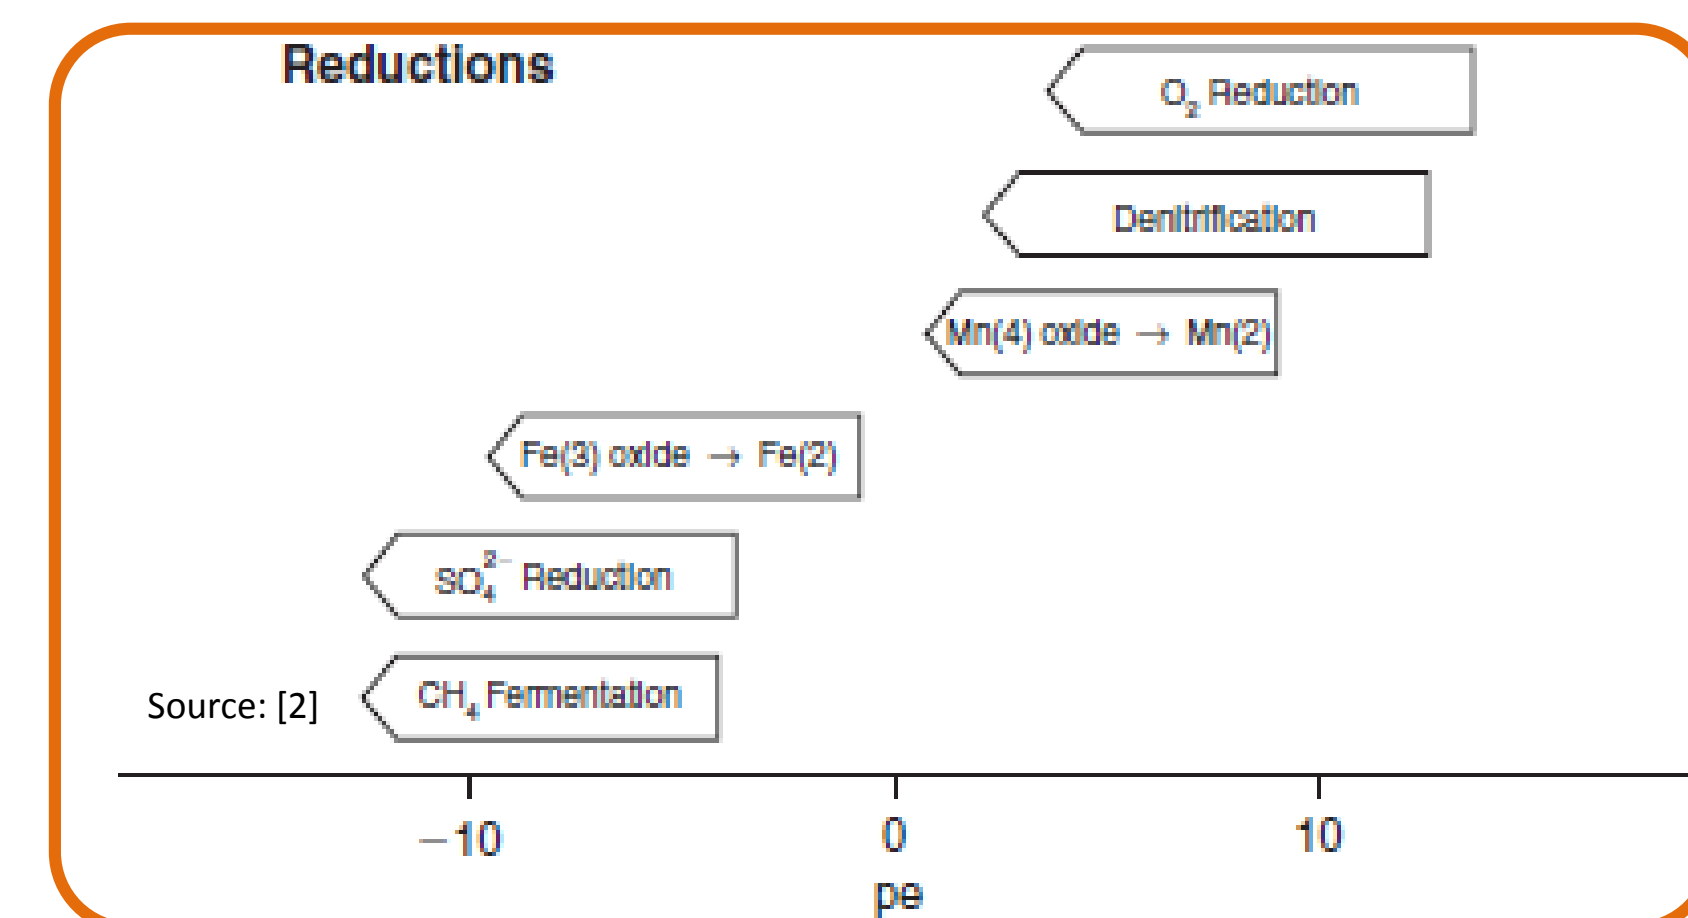 Reductions
O₂ Reduction
Denitrification
Mn(4) oxide → Mn(2)
Fe(3) oxide → Fe(2)
SO₄²⁻ Reduction
CH₄ Fermentation
Source: [2]
−10 0 10
pe